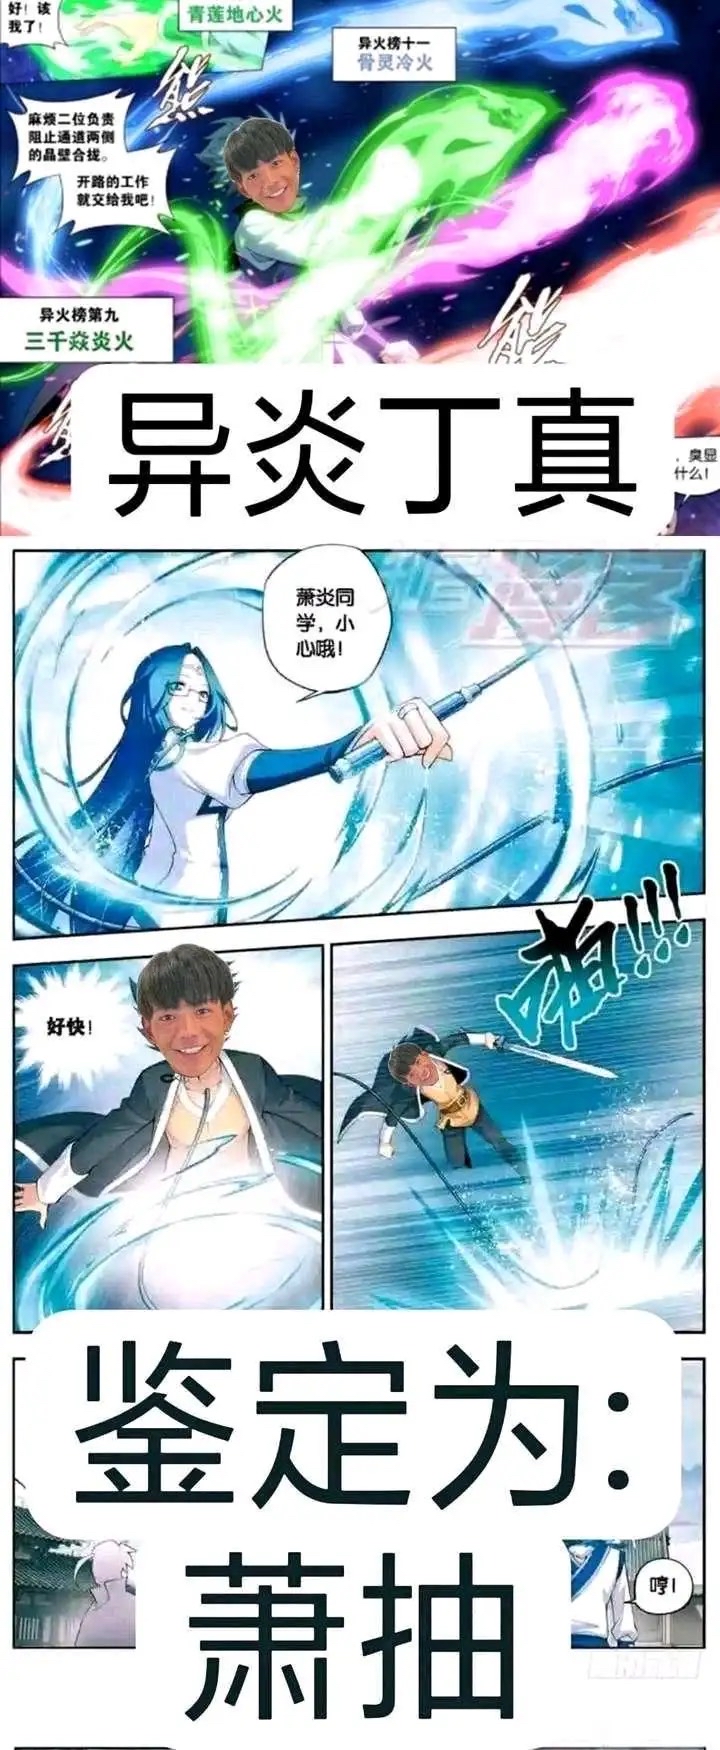 好！该
我了！
青莲地心火
异火榜十一
骨灵冷火
熊
麻烦二位负责
阻止通道两侧
的晶壁合拢。
开路的工作
就交给我吧！
异火榜第九
三千焱炎火
熊
，臭显
什么！
异炎丁真
萧炎同
学，小
心哦！
啪!!!
好快！
鉴定为:
萧抽
哼！